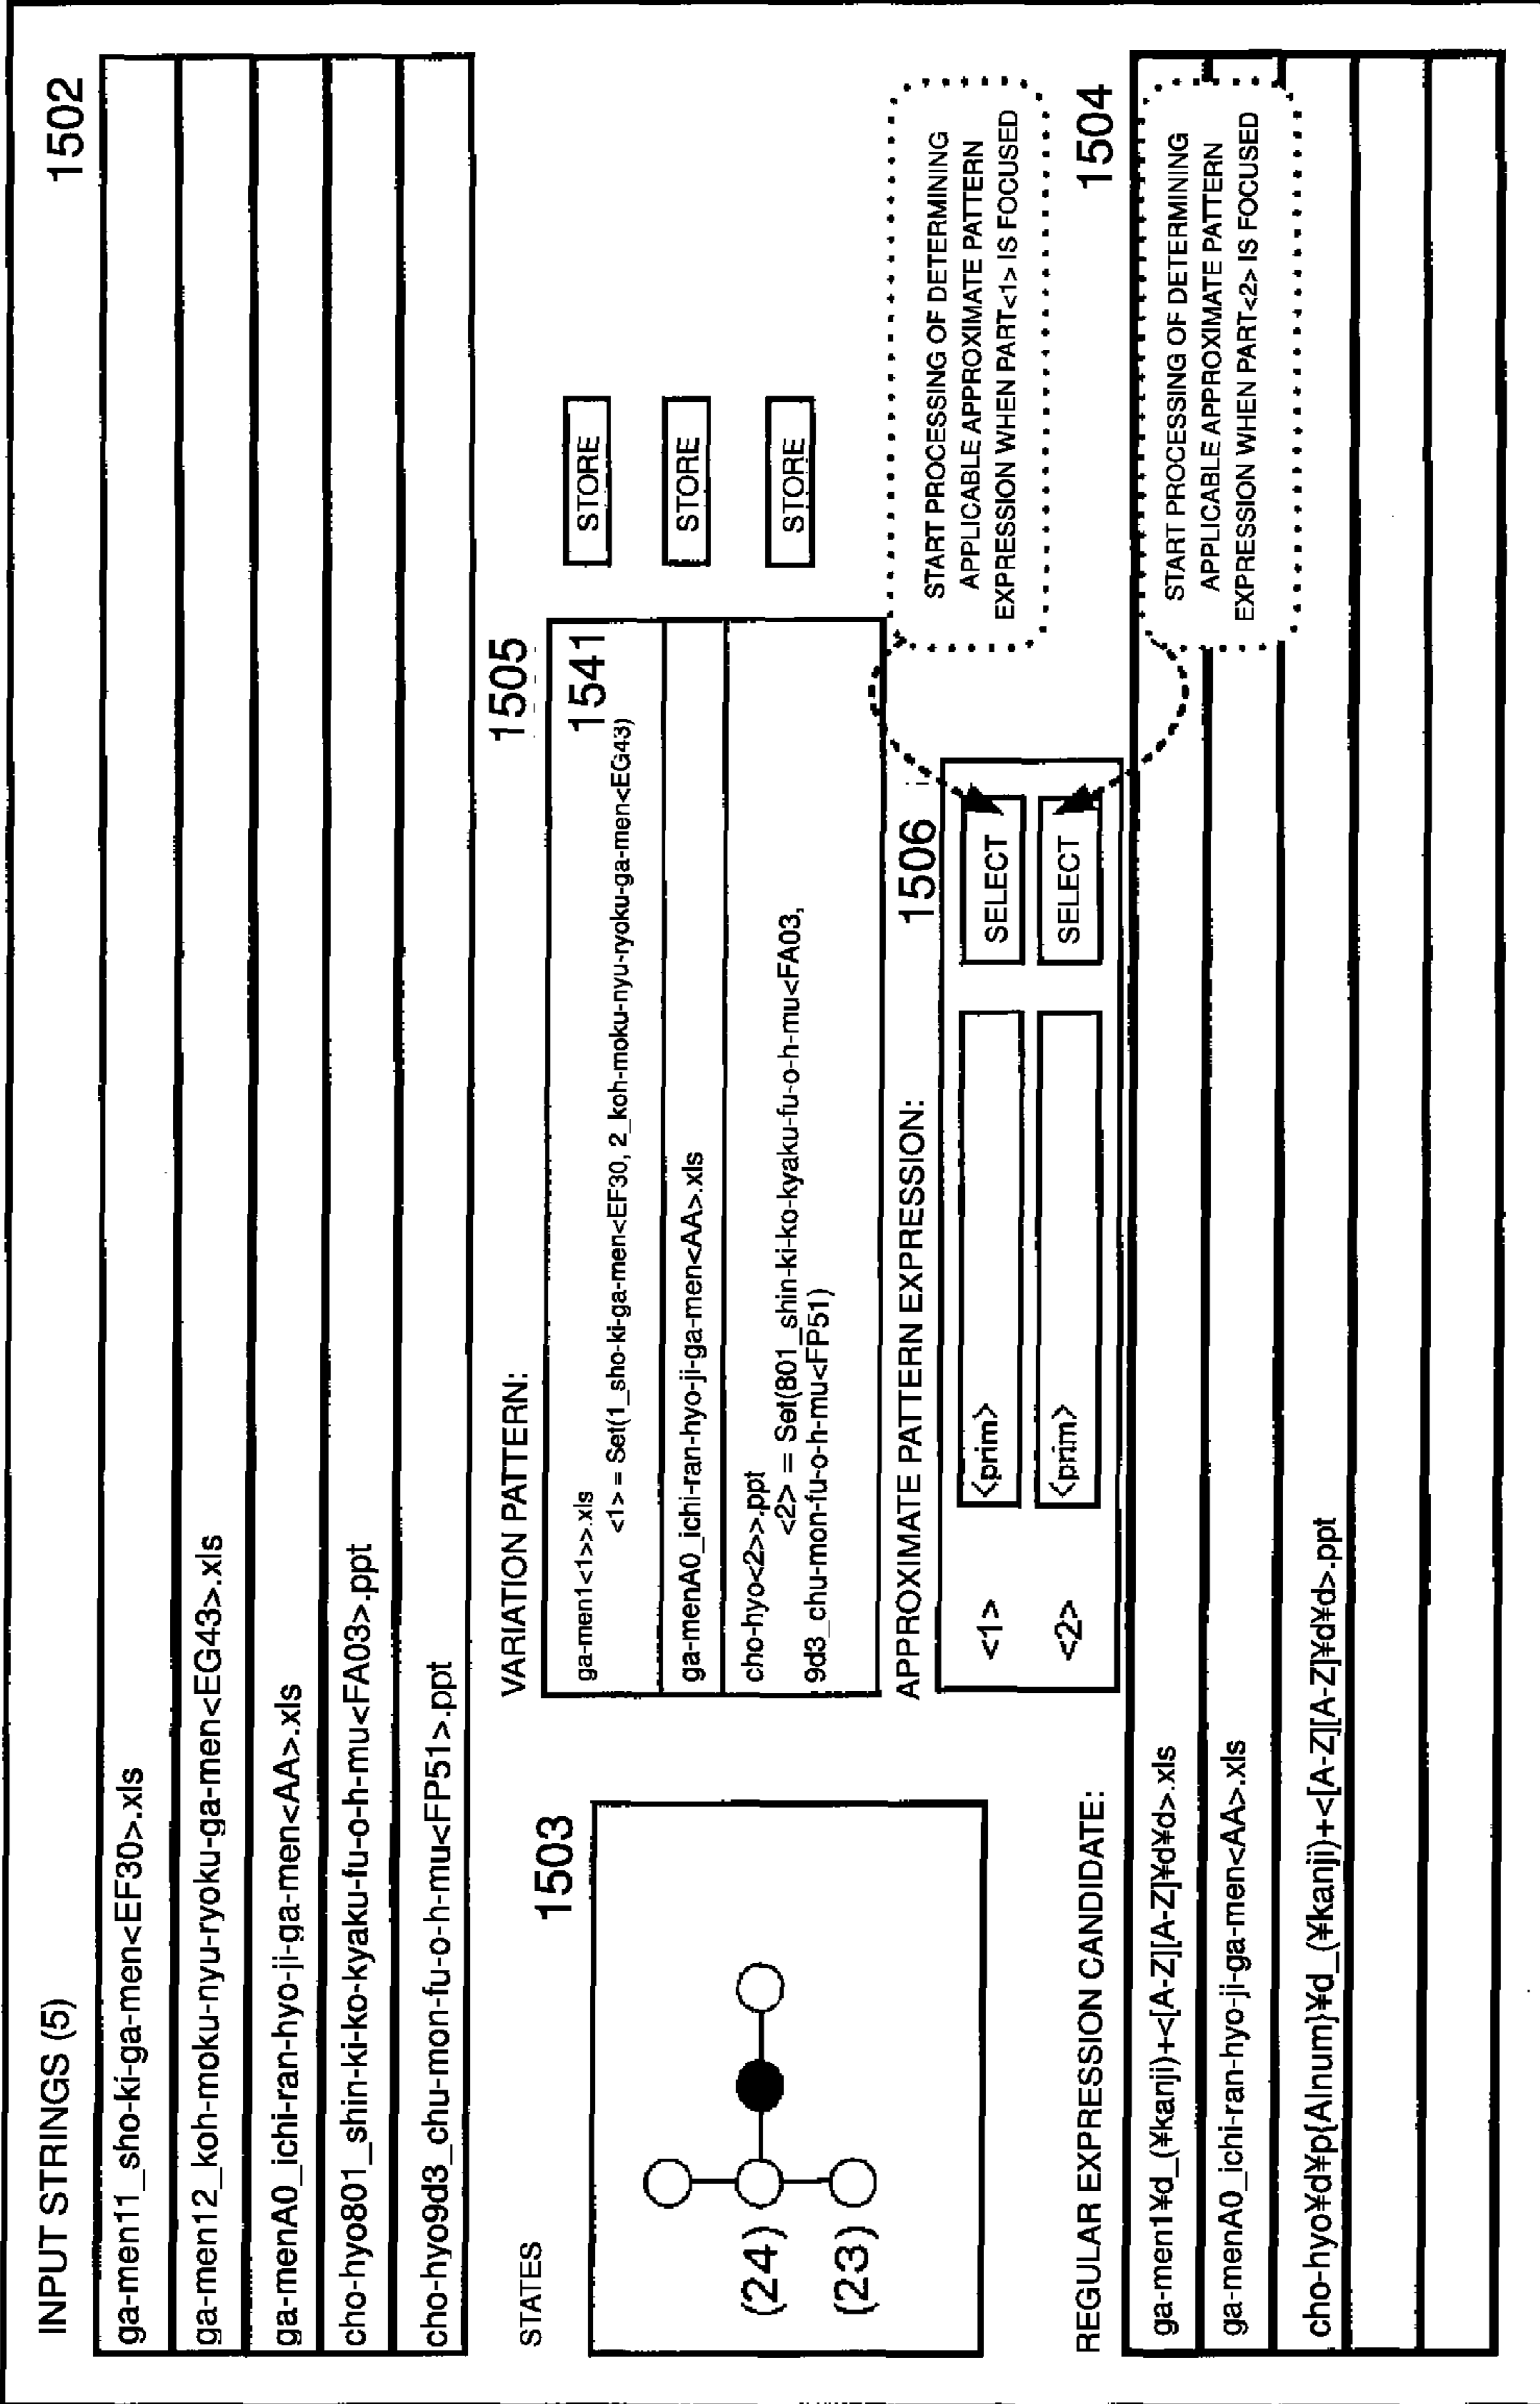 INPUT STRINGS (5)
1502
ga-men11_sho-ki-ga-men<EF30>.xls
ga-men12_koh-moku-nyu-ryoku-ga-men<EG43>.xls
ga-menA0_ichi-ran-hyo-ji-ga-men<AA>.xls
cho-hyo801_shin-ki-ko-kyaku-fu-o-h-mu<FA03>.ppt
cho-hyo9d3_chu-mon-fu-o-h-mu<FP51>.ppt
STATES
1503
(24)
(23)
VARIATION PATTERN:
1505
1541
ga-men1<1>>.xls
<1> = Set(1_sho-ki-ga-men<EF30, 2_koh-moku-nyu-ryoku-ga-men<EG43)
ga-menA0_ichi-ran-hyo-ji-ga-men<AA>.xls
cho-hyo<2>>.ppt
<2> = Set(801_shin-ki-ko-kyaku-fu-o-h-mu<FA03,
9d3_chu-mon-fu-o-h-mu<FP51)
STORE
STORE
STORE
APPROXIMATE PATTERN EXPRESSION:
1506
<1>
<prim>
SELECT
<2>
<prim>
SELECT
START PROCESSING OF DETERMINING
APPLICABLE APPROXIMATE PATTERN
EXPRESSION WHEN PART<1> IS FOCUSED
START PROCESSING OF DETERMINING
APPLICABLE APPROXIMATE PATTERN
EXPRESSION WHEN PART<2> IS FOCUSED
REGULAR EXPRESSION CANDIDATE:
1504
ga-men1¥d_(¥kanji)+<[A-Z][A-Z]¥d¥d>.xls
ga-menA0_ichi-ran-hyo-ji-ga-men<AA>.xls
cho-hyo¥d¥p{Alnum}¥d_(¥kanji)+<[A-Z][A-Z]¥d¥d>.ppt